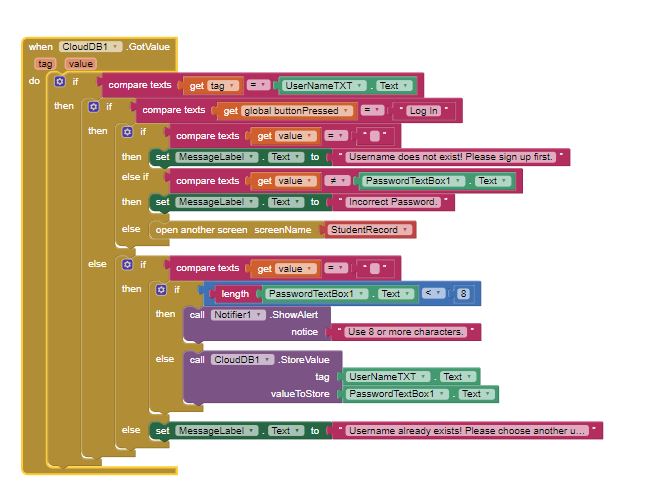 when CloudDB1 .GotValue
tag value
do if compare texts get tag = UserNameTXT . Text
then if compare texts get global buttonPressed = " Log In "
then if compare texts get value = " "
then set MessageLabel . Text to " Username does not exist! Please sign up first. "
else if compare texts get value ≠ PasswordTextBox1 . Text
then set MessageLabel . Text to " Incorrect Password. "
else open another screen screenName StudentRecord
else if compare texts get value = " "
then if length PasswordTextBox1 . Text < 8
then call Notifier1 .ShowAlert
notice " Use 8 or more characters. "
else call CloudDB1 .StoreValue
tag UserNameTXT . Text
valueToStore PasswordTextBox1 . Text
else set MessageLabel . Text to " Username already exists! Please choose another u... "